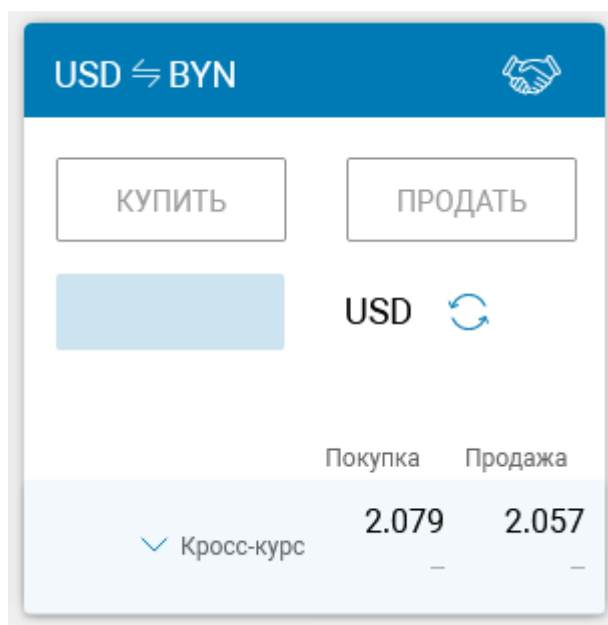 USD ⇋ BYN
КУПИТЬ ПРОДАТЬ
USD
Покупка Продажа
2.079 2.057
Кросс-курс
– –